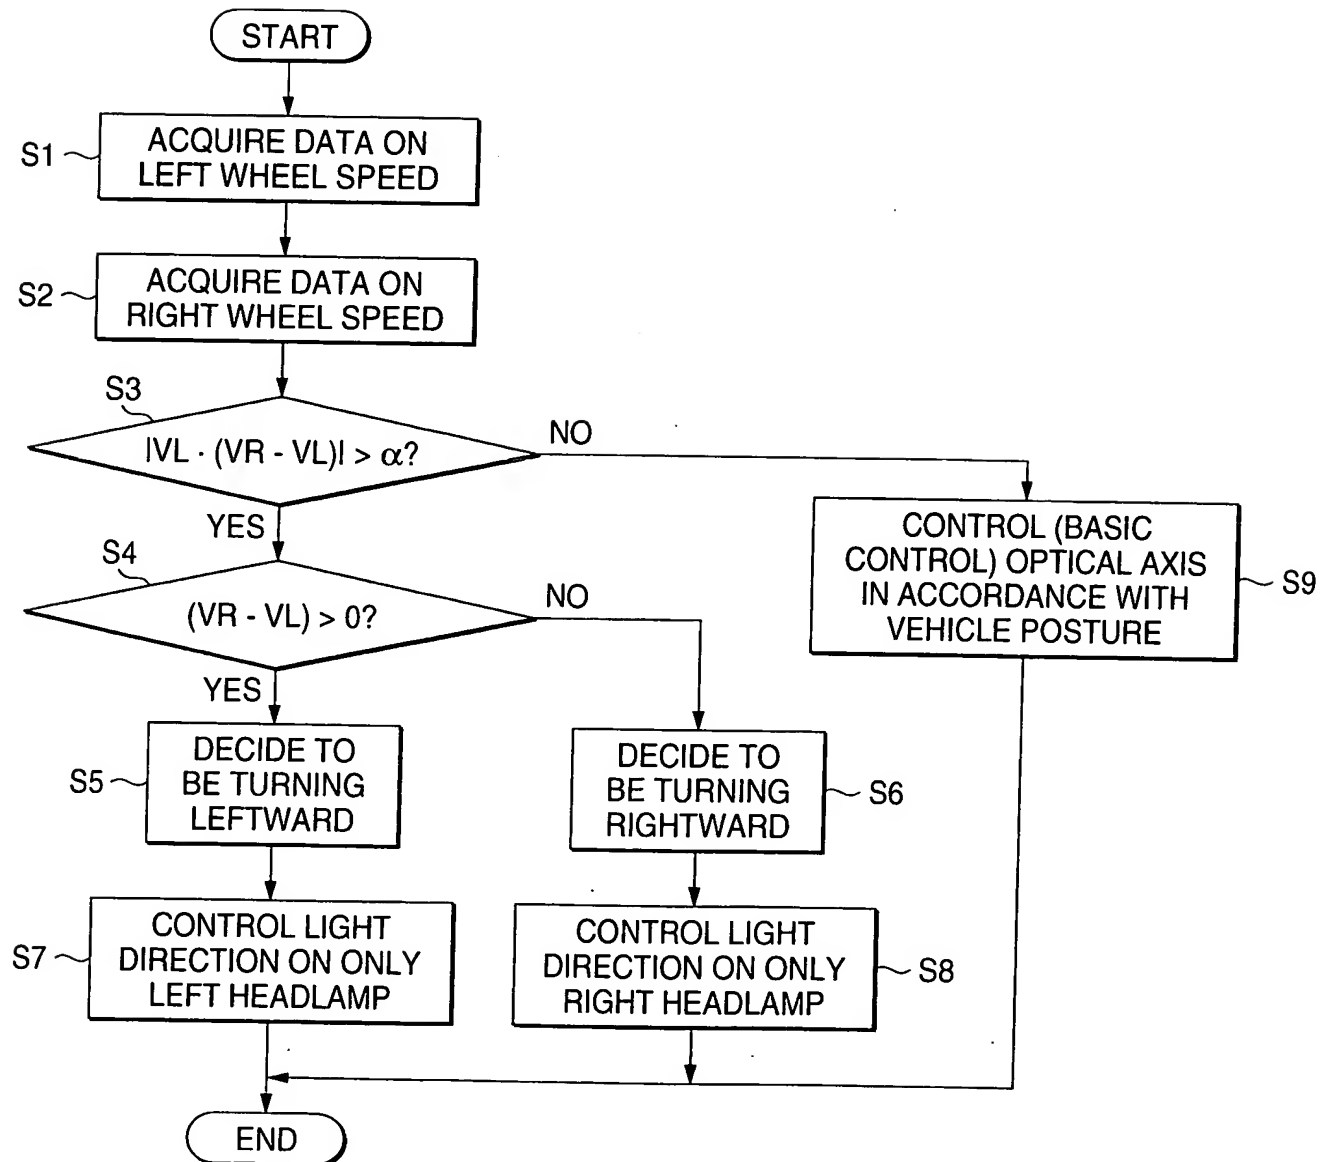 START
S1
ACQUIRE DATA ON
LEFT WHEEL SPEED
S2
ACQUIRE DATA ON
RIGHT WHEEL SPEED
S3
|VL · (VR - VL)| > α?
NO
YES
CONTROL (BASIC
CONTROL) OPTICAL AXIS
IN ACCORDANCE WITH
VEHICLE POSTURE
S9
S4
(VR - VL) > 0?
NO
YES
S5
DECIDE TO
BE TURNING
LEFTWARD
DECIDE TO
BE TURNING
RIGHTWARD
S6
S7
CONTROL LIGHT
DIRECTION ON ONLY
LEFT HEADLAMP
CONTROL LIGHT
DIRECTION ON ONLY
RIGHT HEADLAMP
S8
END